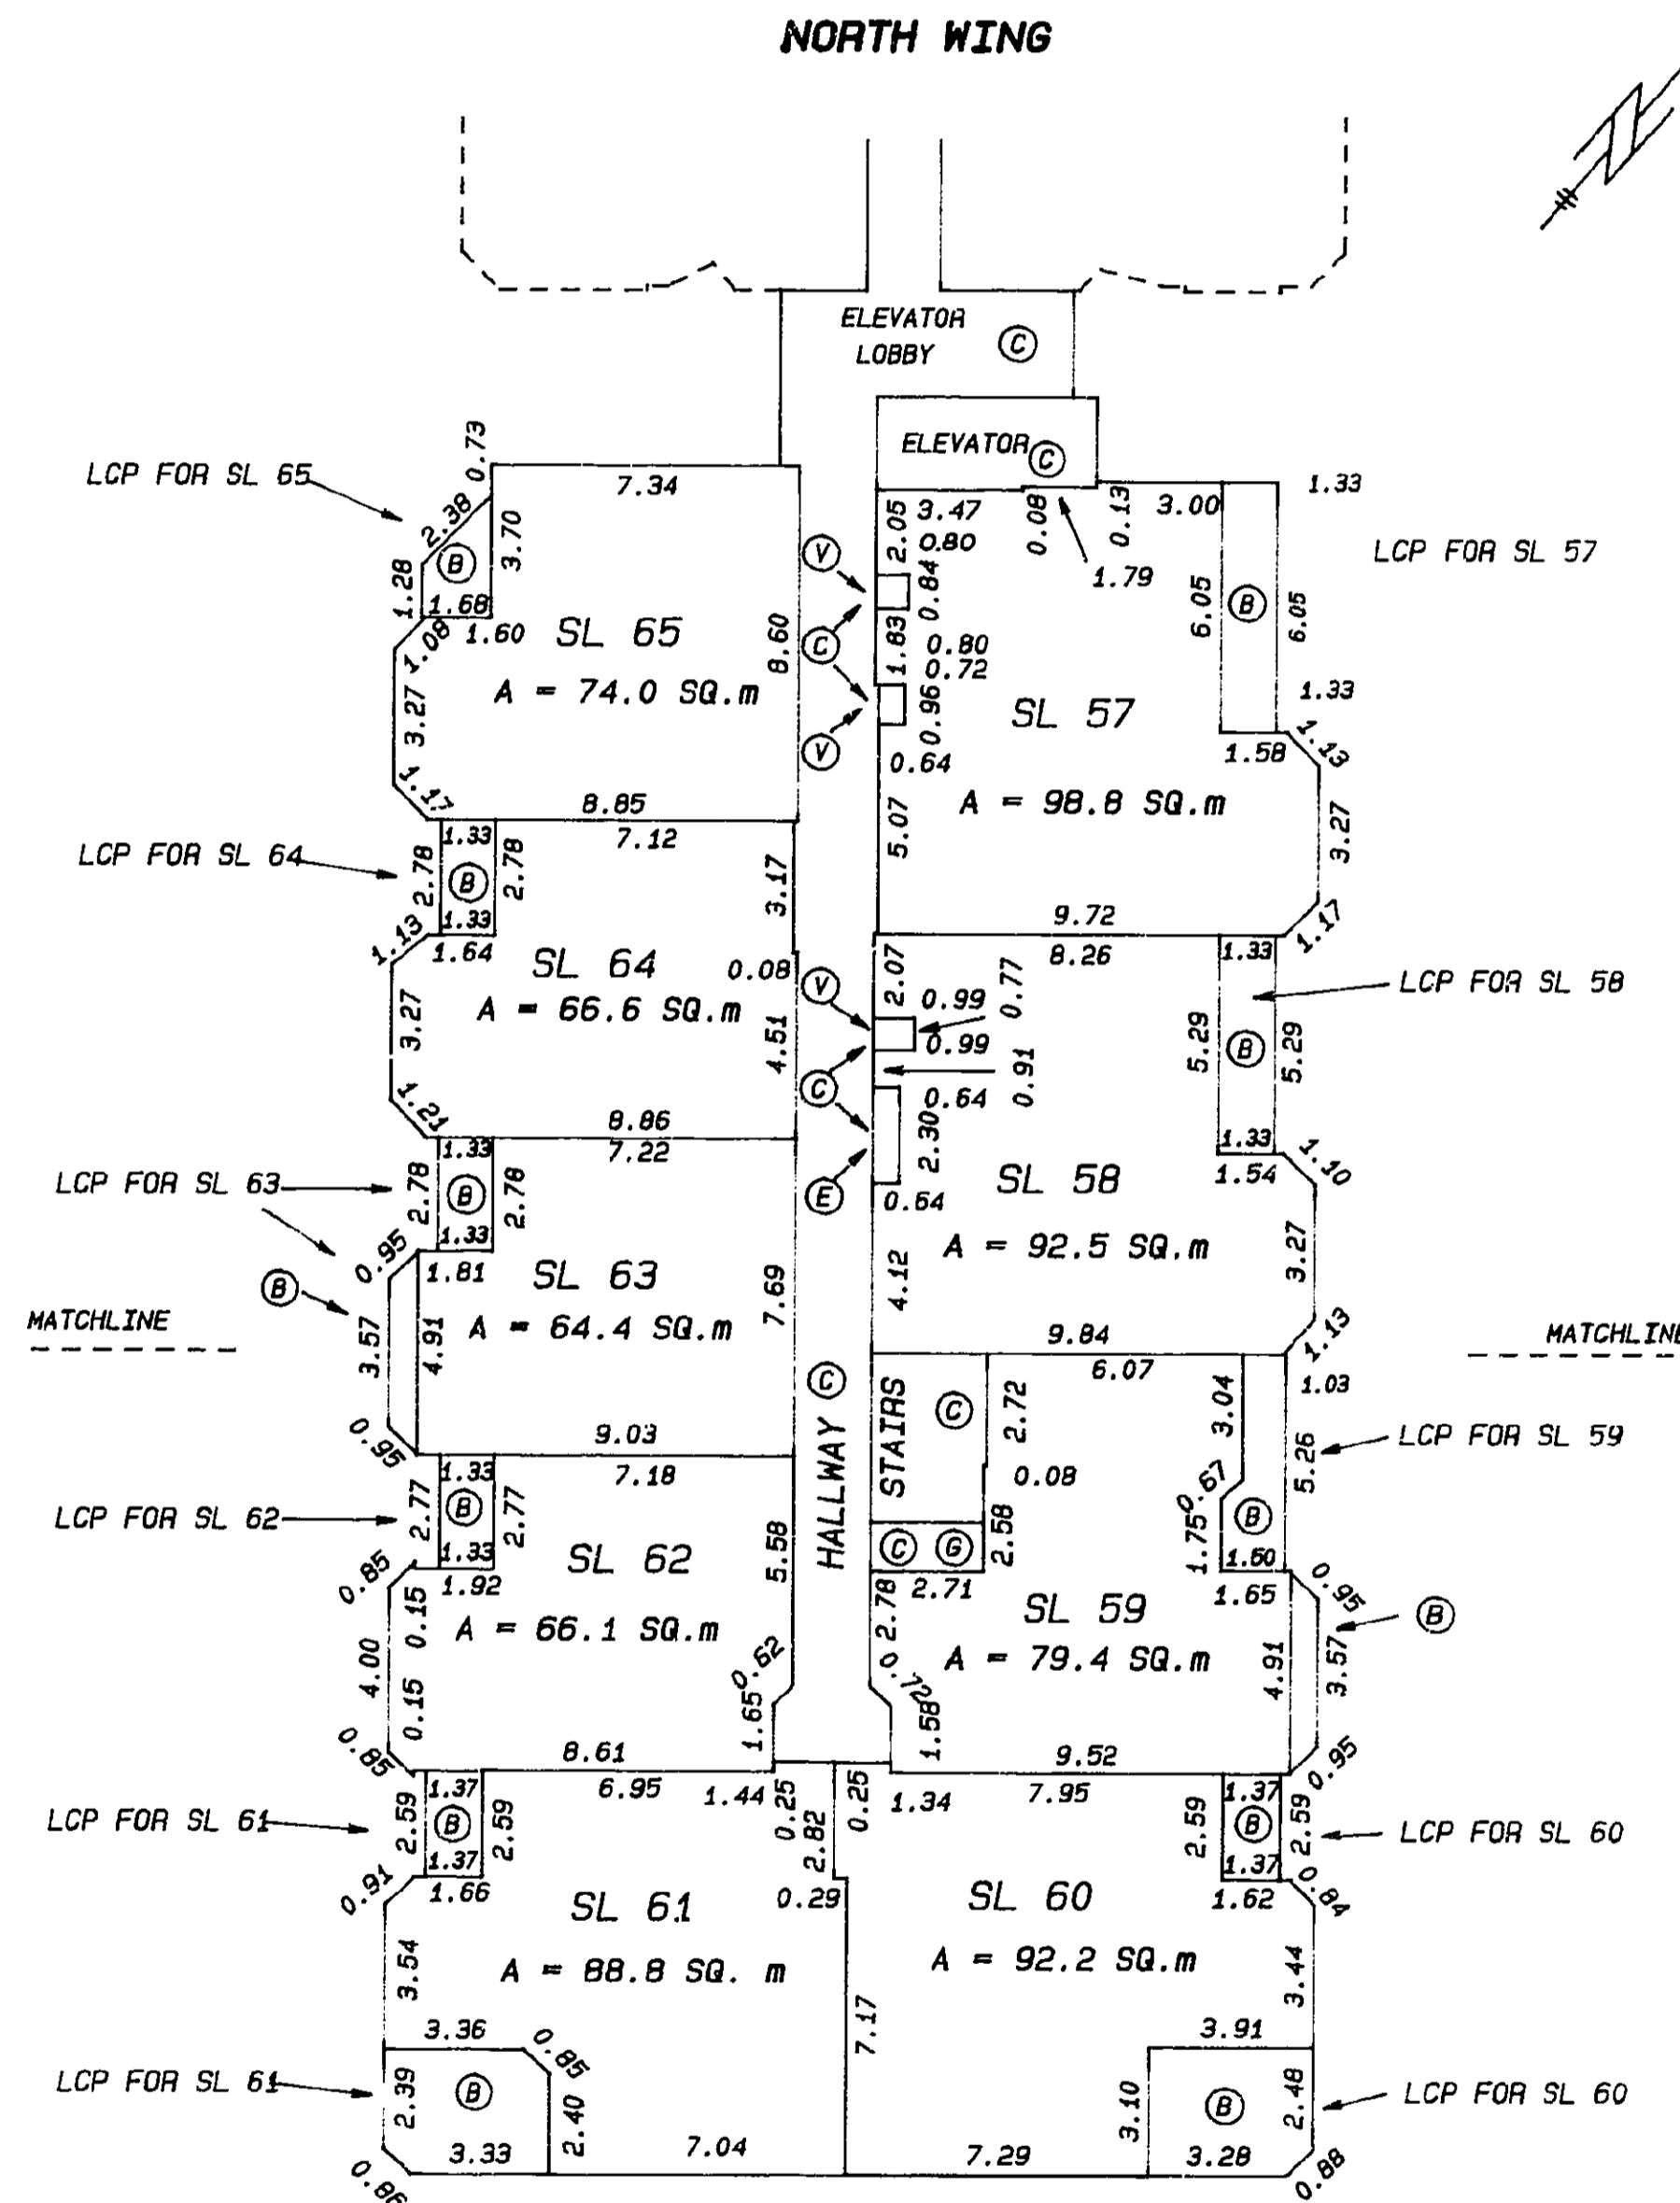 NORTH WING
ELEVATOR
LOBBY
C
ELEVATOR
C
LCP FOR SL 65
0.73
7.34
2.38
3.70
B
1.28
1.68
1.08
1.60
SL 65
8.60
A = 74.0 SQ.m
3.27
1.17
8.85
V
C
V
3.47
2.05
0.80
0.84
0.08
1.79
0.13
3.00
1.33
LCP FOR SL 57
6.05
B
6.05
1.83
0.80
0.72
0.96
0.64
SL 57
1.33
1.58
1.13
A = 98.8 SQ.m
5.07
3.27
9.72
1.17
LCP FOR SL 64
1.33
7.12
2.78
B
2.78
3.17
1.33
1.13
1.64
SL 64
0.08
A = 66.6 SQ.m
3.27
4.51
1.21
8.86
V
C
E
2.07
8.26
1.33
0.99
0.77
0.99
0.91
0.64
2.30
0.64
LCP FOR SL 58
5.29
B
5.29
1.33
1.54
1.10
SL 58
A = 92.5 SQ.m
4.12
3.27
9.84
1.13
LCP FOR SL 63
1.33
7.22
2.78
B
2.78
1.33
0.95
1.81
SL 63
B
7.69
A = 64.4 SQ.m
3.57
4.91
0.95
9.03
MATCHLINE
MATCHLINE
HALLWAY
C
STAIRS
C
6.07
1.03
2.72
3.04
0.08
LCP FOR SL 59
5.26
0.67
1.75
B
1.50
2.58
C
G
2.71
1.65
0.95
B
2.78
SL 59
A = 79.4 SQ.m
0.72
1.58
4.91
3.57
9.52
0.95
LCP FOR SL 62
1.33
7.18
2.77
B
2.77
1.33
0.85
1.92
SL 62
5.58
0.15
A = 66.1 SQ.m
4.00
0.15
0.62
1.65
0.85
8.61
LCP FOR SL 61
1.37
6.95
1.44
0.25
2.59
B
2.59
1.37
2.82
0.25
0.91
1.66
0.29
SL 61
A = 88.8 SQ. m
3.54
3.36
0.85
LCP FOR SL 61
2.39
B
2.40
3.33
7.04
0.86
1.34
7.95
1.37
2.59
B
2.59
LCP FOR SL 60
1.37
1.62
0.84
SL 60
A = 92.2 SQ.m
3.44
7.17
3.91
3.10
B
2.48
LCP FOR SL 60
7.29
3.28
0.88